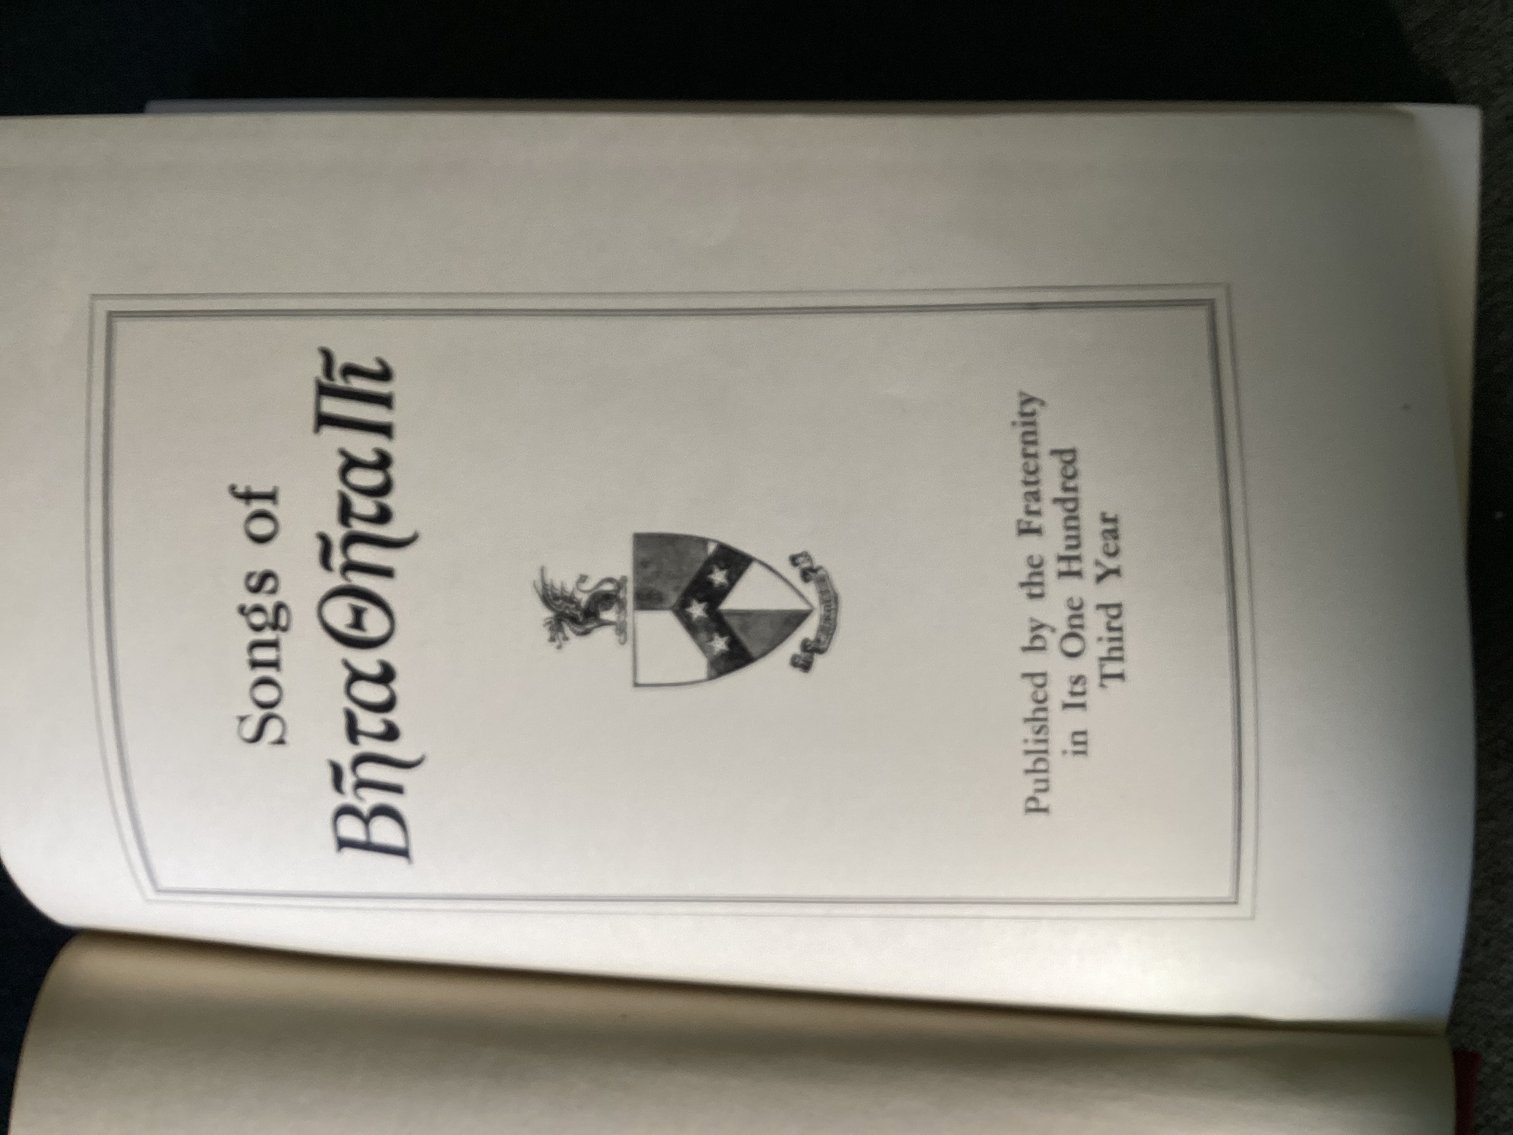 Songs of
Βῆτα Θῆτα Πῖ
Published by the Fraternity
in Its One Hundred
Third Year